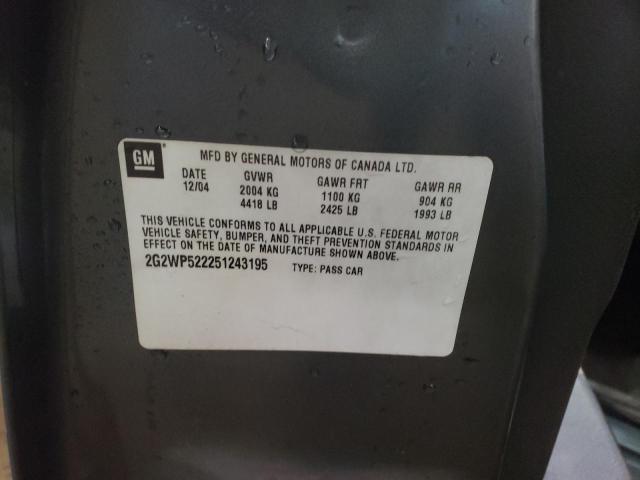 GM
MFD BY GENERAL MOTORS OF CANADA LTD.
DATE GVWR GAWR FRT GAWR RR
12/04 2004 KG 1100 KG 904 KG
4418 LB 2425 LB 1993 LB
THIS VEHICLE CONFORMS TO ALL APPLICABLE U.S. FEDERAL MOTOR
VEHICLE SAFETY, BUMPER, AND THEFT PREVENTION STANDARDS IN
EFFECT ON THE DATE OF MANUFACTURE SHOWN ABOVE.
2G2WP522251243195 TYPE: PASS CAR